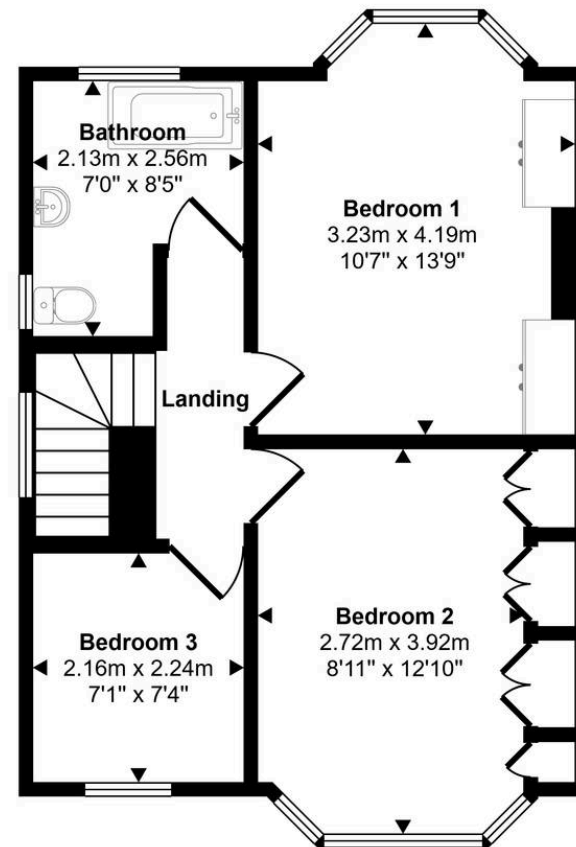 Bathroom
2.13m x 2.56m
7'0" x 8'5"
Bedroom 1
3.23m x 4.19m
10'7" x 13'9"
Landing
Bedroom 3
2.16m x 2.24m
7'1" x 7'4"
Bedroom 2
2.72m x 3.92m
8'11" x 12'10"